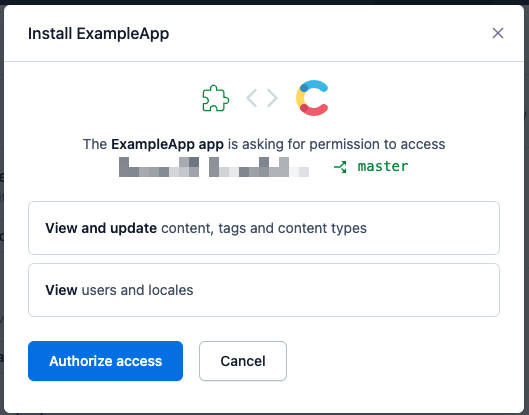 Install ExampleApp
The ExampleApp app is asking for permission to access
master
View and update content, tags and content types
View users and locales
Authorize access
Cancel